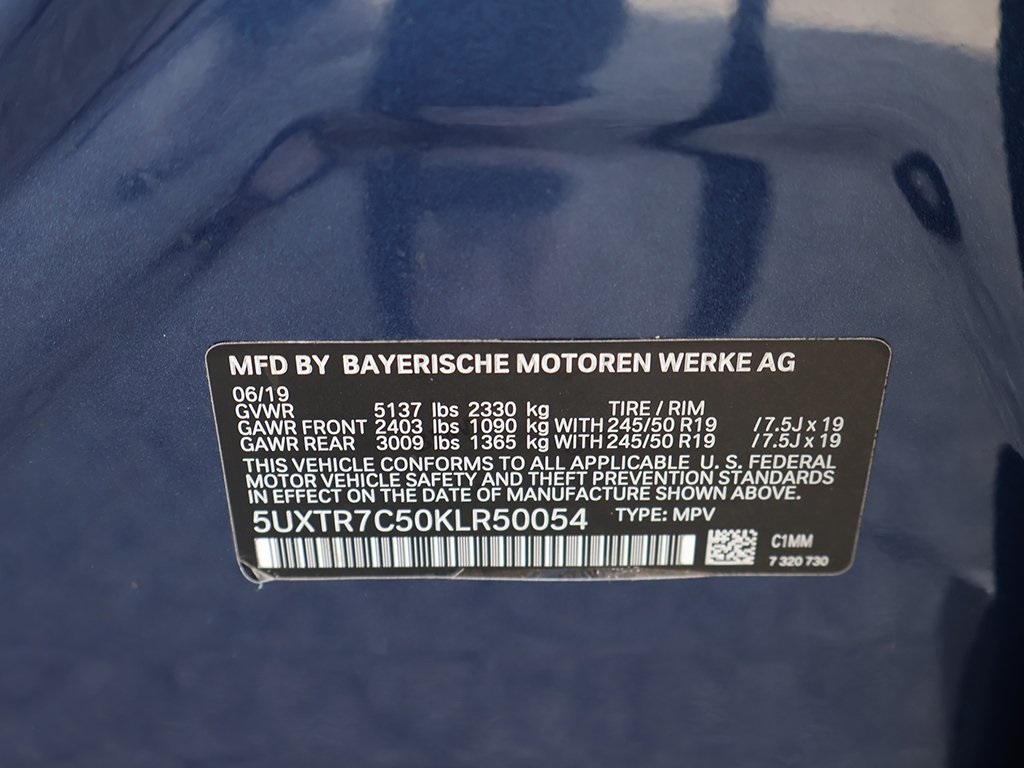 MFD BY BAYERISCHE MOTOREN WERKE AG
06/19
GVWR 5137 lbs 2330 kg TIRE / RIM
GAWR FRONT 2403 lbs 1090 kg WITH 245/50 R19 / 7.5J x 19
GAWR REAR 3009 lbs 1365 kg WITH 245/50 R19 / 7.5J x 19
THIS VEHICLE CONFORMS TO ALL APPLICABLE U. S. FEDERAL
MOTOR VEHICLE SAFETY AND THEFT PREVENTION STANDARDS
IN EFFECT ON THE DATE OF MANUFACTURE SHOWN ABOVE.
5UXTR7C50KLR50054 TYPE: MPV
C1MM
7 320 730